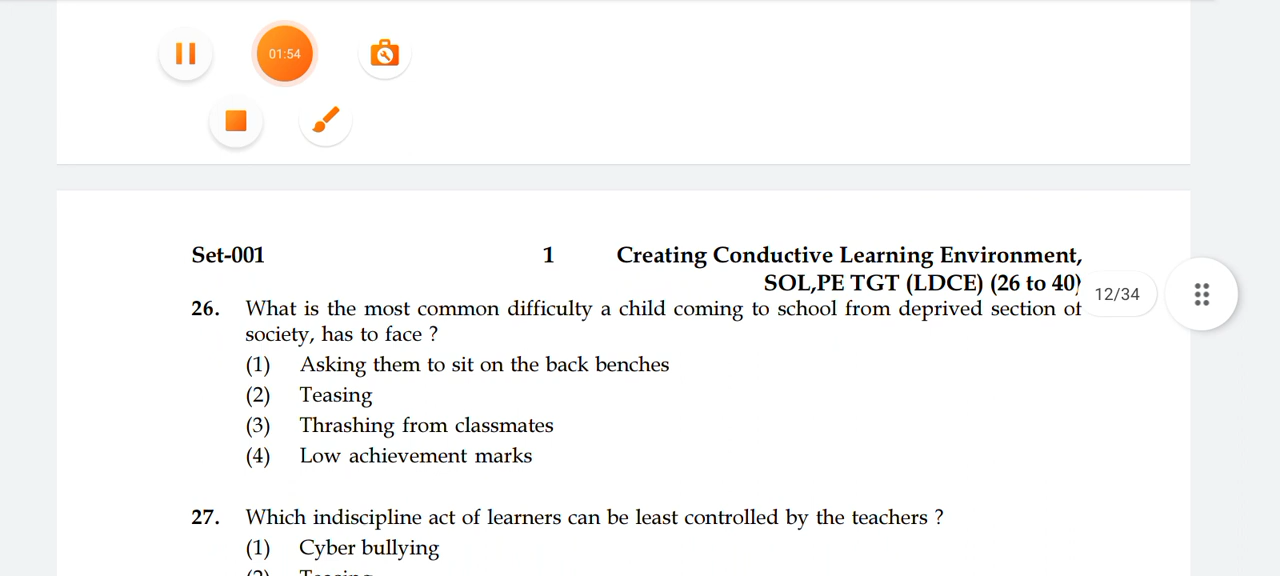 01:54
Set-001 1 Creating Conductive Learning Environment,
SOL,PE TGT (LDCE) (26 to 40)
12/34
26. What is the most common difficulty a child coming to school from deprived section of
society, has to face ?
(1) Asking them to sit on the back benches
(2) Teasing
(3) Thrashing from classmates
(4) Low achievement marks
27. Which indiscipline act of learners can be least controlled by the teachers ?
(1) Cyber bullying